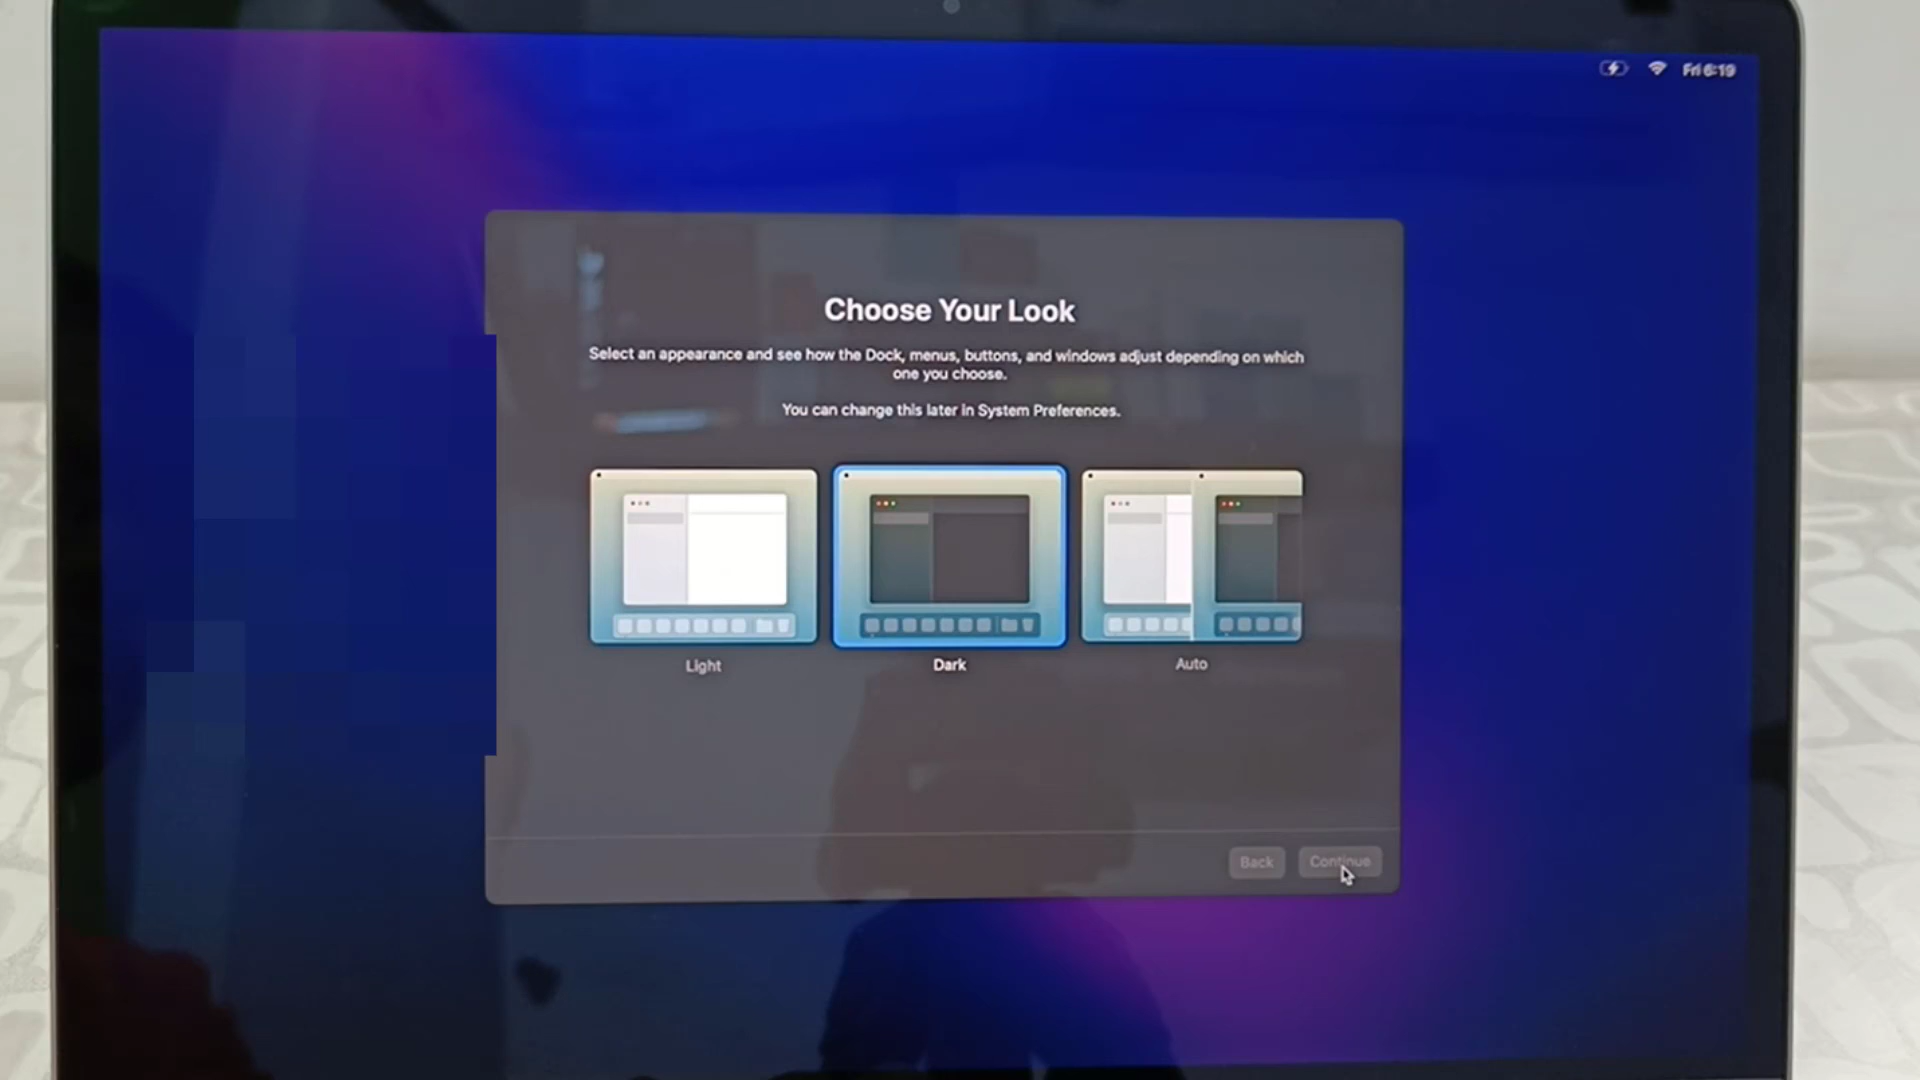 Fri 6:19
Choose Your Look
Select an appearance and see how the Dock, menus, buttons, and windows adjust depending on which
one you choose.
You can change this later in System Preferences.
Light
Dark
Auto
Back
Continue